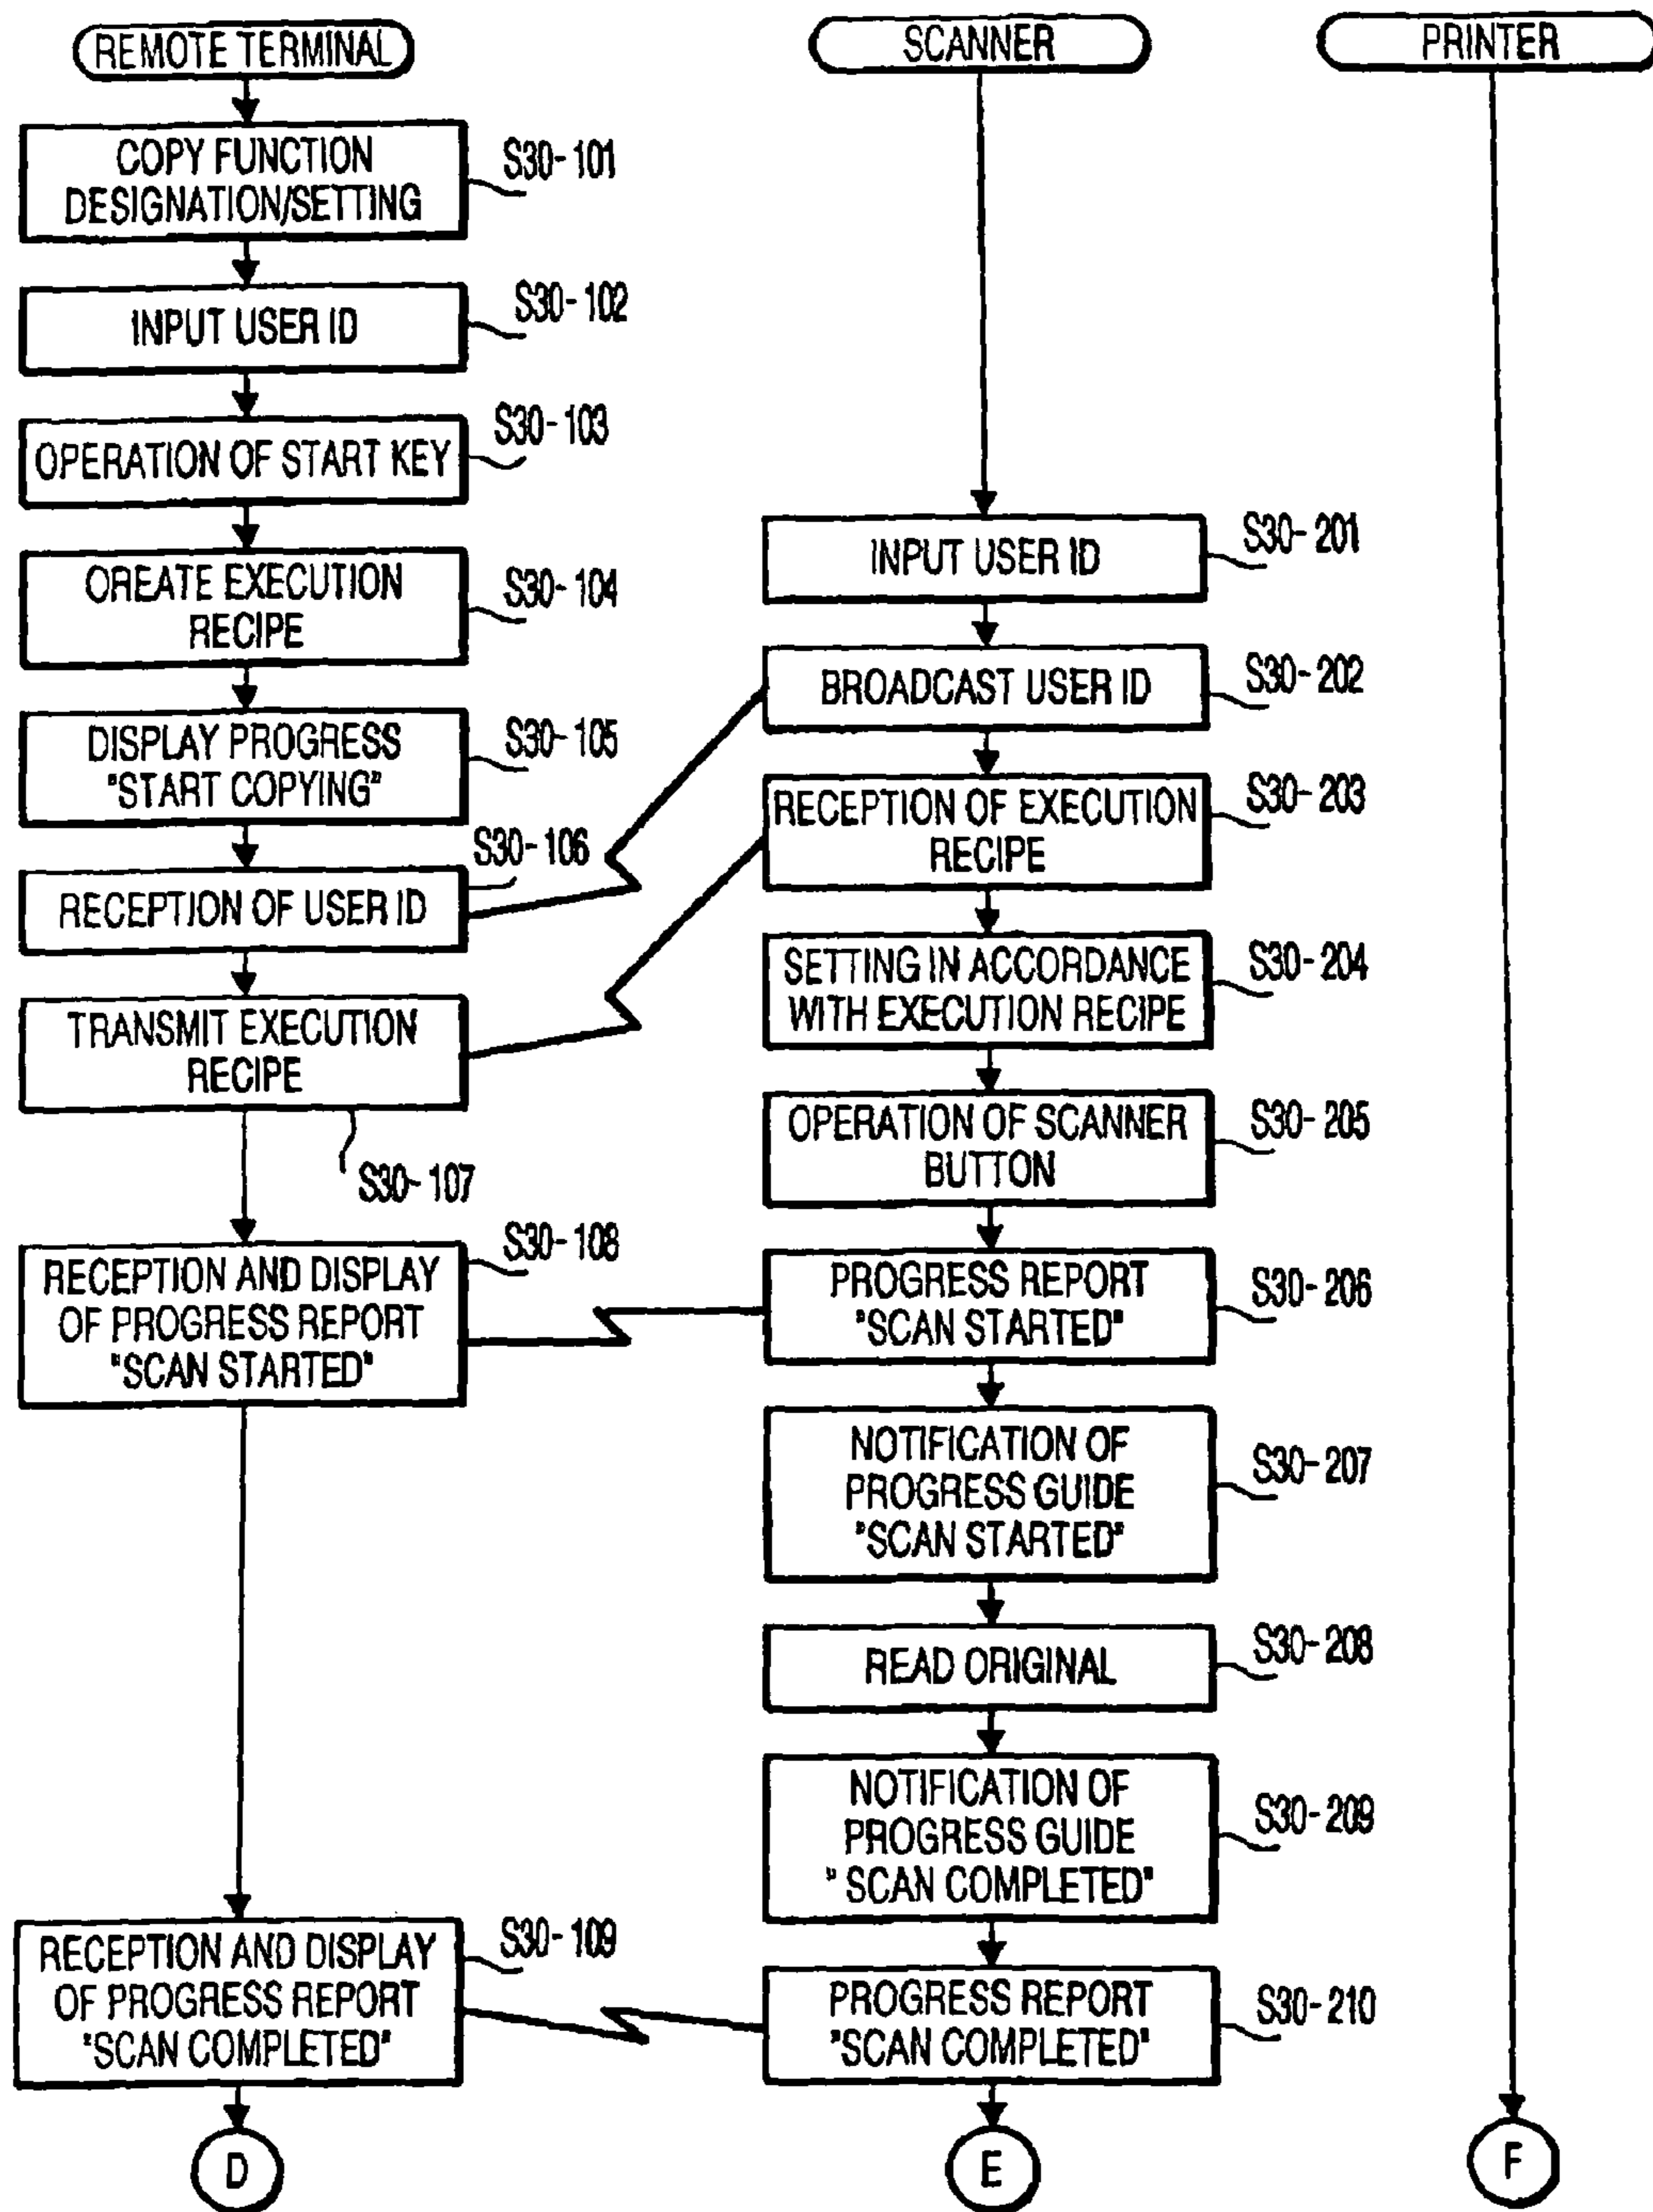 REMOTE TERMINAL
SCANNER
PRINTER
COPY FUNCTION
DESIGNATION/SETTING
S30-101
INPUT USER ID
S30-102
OPERATION OF START KEY
S30-103
OREATE EXECUTION
RECIPE
S30-104
DISPLAY PROGRESS
"START COPYING"
S30-105
RECEPTION OF USER ID
S30-106
TRANSMIT EXECUTION
RECIPE
S30-107
RECEPTION AND DISPLAY
OF PROGRESS REPORT
"SCAN STARTED"
S30-108
RECEPTION AND DISPLAY
OF PROGRESS REPORT
"SCAN COMPLETED"
S30-109
D
INPUT USER ID
S30-201
BROADCAST USER ID
S30-202
RECEPTION OF EXECUTION
RECIPE
S30-203
SETTING IN ACCORDANCE
WITH EXECUTION RECIPE
S30-204
OPERATION OF SCANNER
BUTTON
S30-205
PROGRESS REPORT
"SCAN STARTED"
S30-206
NOTIFICATION OF
PROGRESS GUIDE
"SCAN STARTED"
S30-207
READ ORIGINAL
S30-208
NOTIFICATION OF
PROGRESS GUIDE
" SCAN COMPLETED"
S30-209
PROGRESS REPORT
"SCAN COMPLETED"
S30-210
E
F